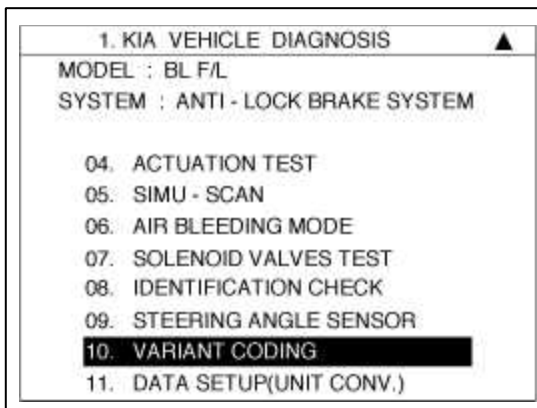 1. KIA VEHICLE DIAGNOSIS ▲
MODEL : BL F/L
SYSTEM : ANTI - LOCK BRAKE SYSTEM
04. ACTUATION TEST
05. SIMU - SCAN
06. AIR BLEEDING MODE
07. SOLENOID VALVES TEST
08. IDENTIFICATION CHECK
09. STEERING ANGLE SENSOR
10. VARIANT CODING
11. DATA SETUP(UNIT CONV.)